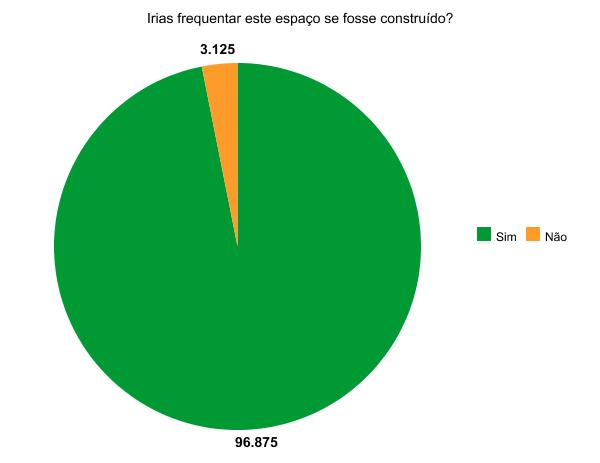 Irias frequentar este espaço se fosse construído?
3.125
Sim Não
96.875